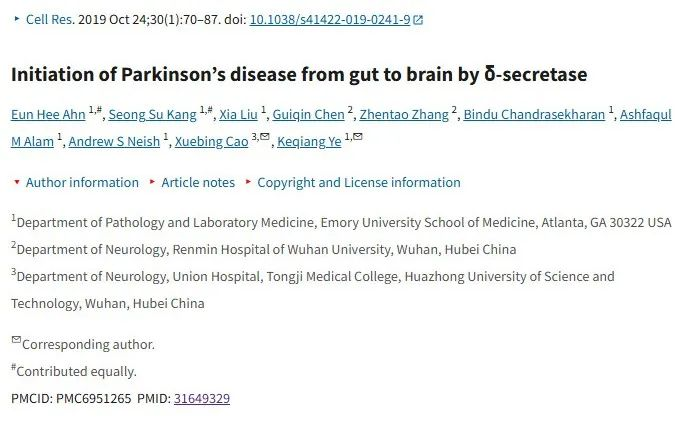 Cell Res. 2019 Oct 24;30(1):70–87. doi: 10.1038/s41422-019-0241-9
Initiation of Parkinson’s disease from gut to brain by δ-secretase
Eun Hee Ahn 1,#, Seong Su Kang 1,#, Xia Liu 1, Guiqin Chen 2, Zhentao Zhang 2, Bindu Chandrasekharan 1, Ashfaqul
M Alam 1, Andrew S Neish 1, Xuebing Cao 3,✉, Keqiang Ye 1,✉
Author information Article notes Copyright and License information
1Department of Pathology and Laboratory Medicine, Emory University School of Medicine, Atlanta, GA 30322 USA
2Department of Neurology, Renmin Hospital of Wuhan University, Wuhan, Hubei China
3Department of Neurology, Union Hospital, Tongji Medical College, Huazhong University of Science and
Technology, Wuhan, Hubei China
✉Corresponding author.
#Contributed equally.
PMCID: PMC6951265 PMID: 31649329